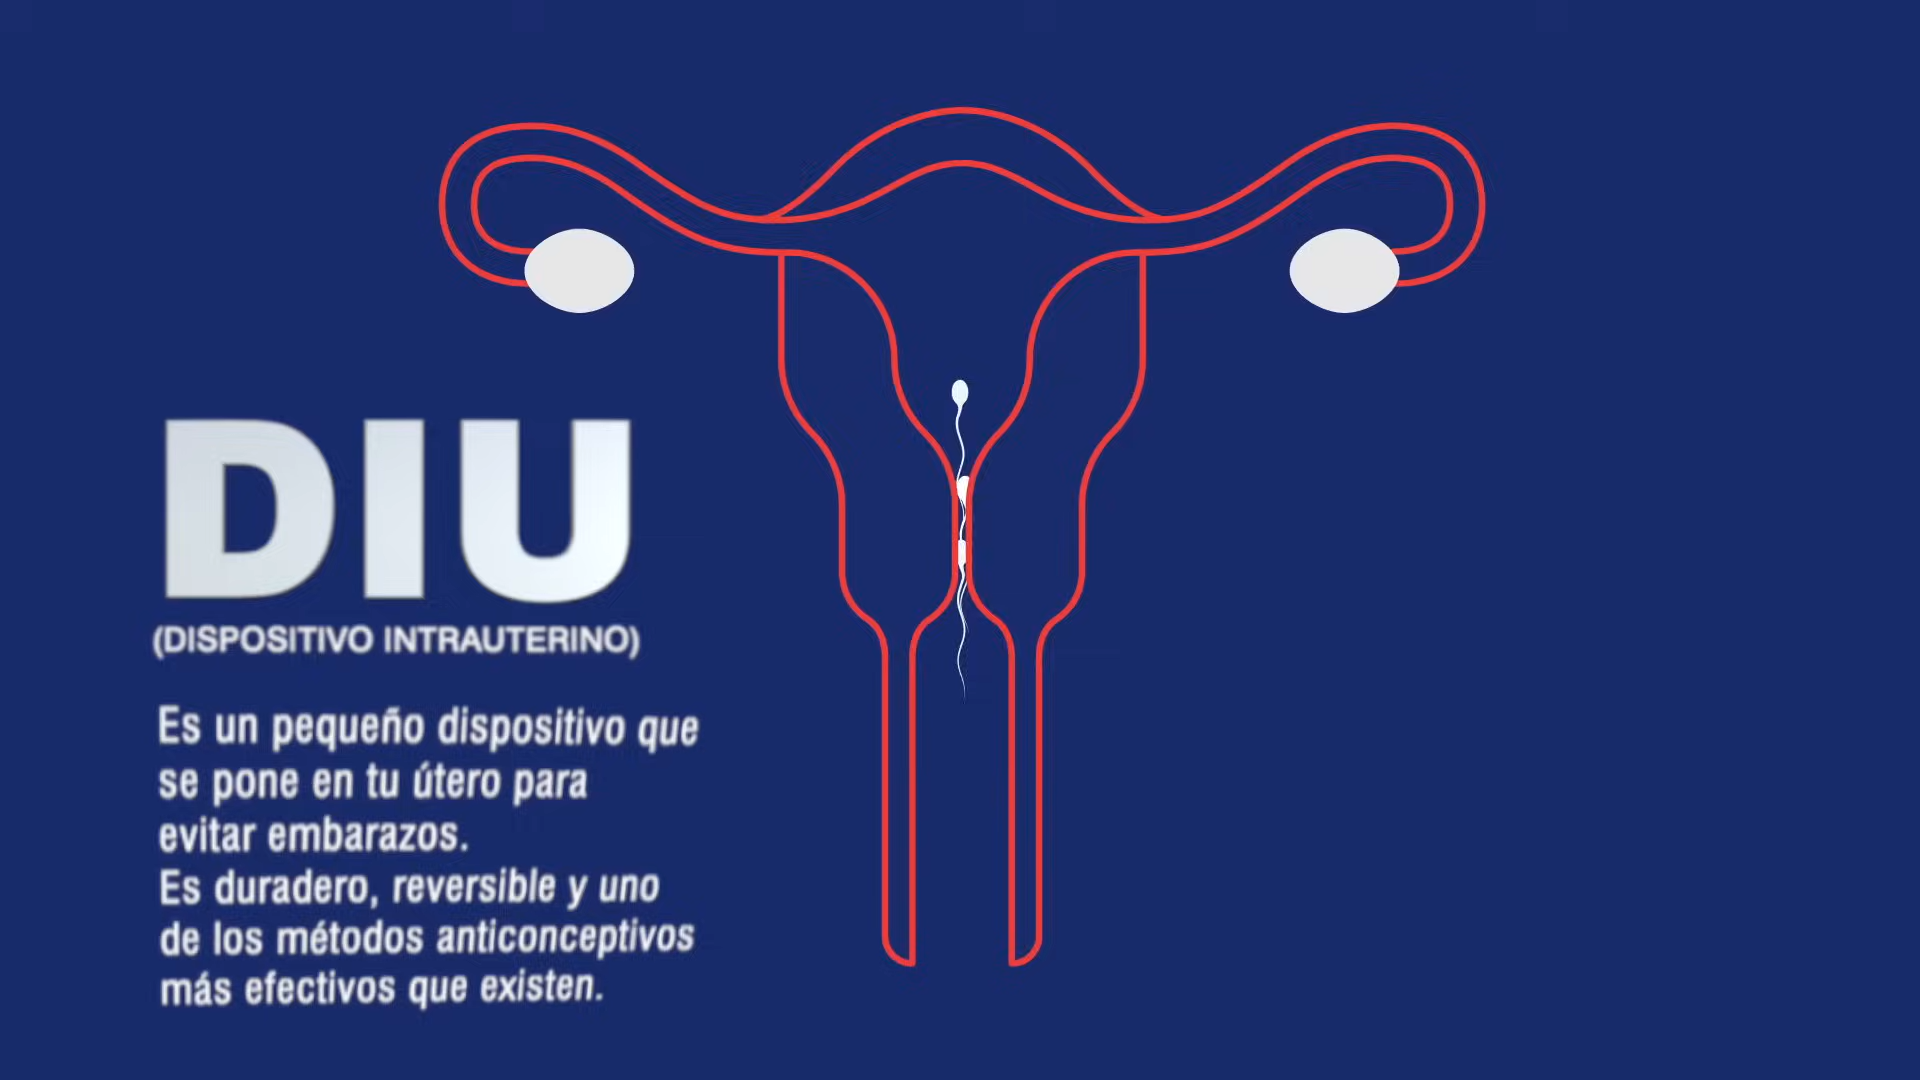 DIU
(DISPOSITIVO INTRAUTERINO)
Es un pequeño dispositivo que
se pone en tu útero para
evitar embarazos.
Es duradero, reversible y uno
de los métodos anticonceptivos
más efectivos que existen.